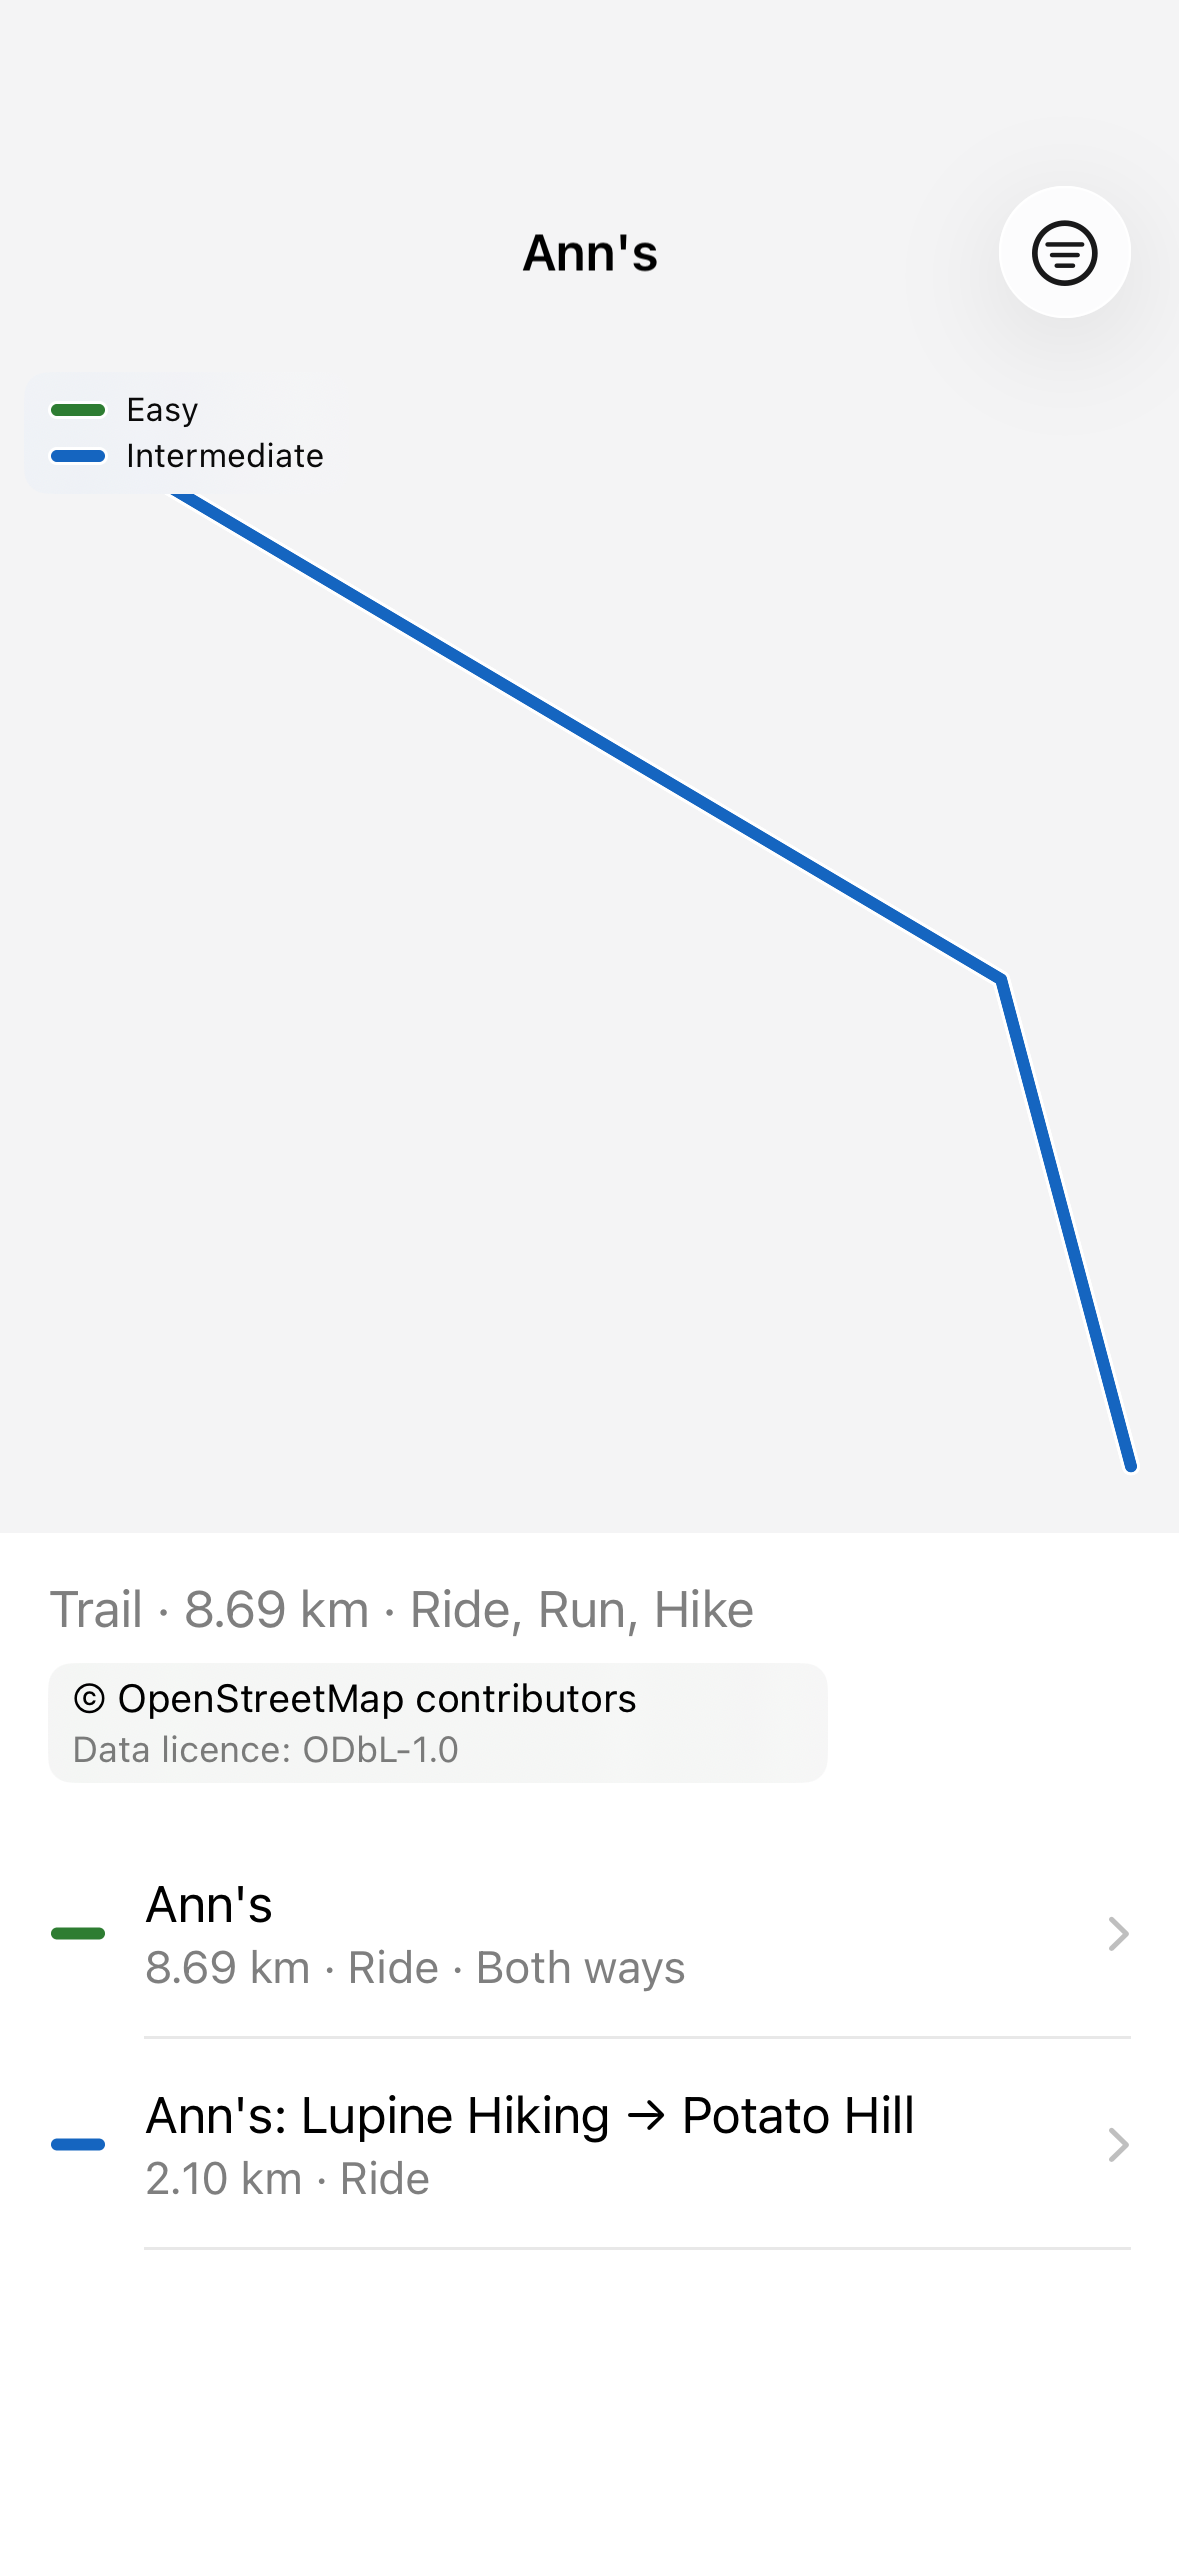 Ann's
Easy
Intermediate
Trail · 8.69 km · Ride, Run, Hike
© OpenStreetMap contributors
Data licence: ODbL-1.0
Ann's
8.69 km · Ride · Both ways
Ann's: Lupine Hiking → Potato Hill
2.10 km · Ride